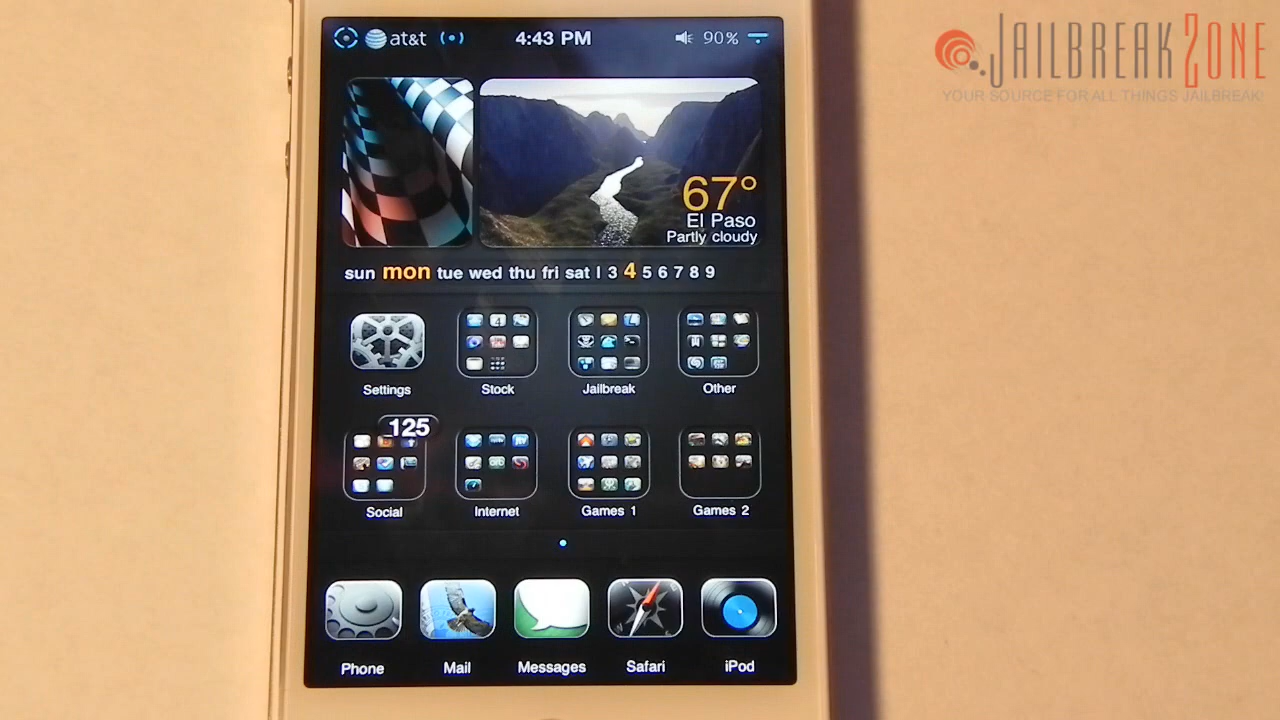 at&t 4:43 PM 90%
JAILBREAKZONE
YOUR SOURCE FOR ALL THINGS JAILBREAK!
67°
El Paso
Partly cloudy
sun mon tue wed thu fri sat | 3 4 5 6 7 8 9
Settings Stock Jailbreak Other
125
Social Internet Games 1 Games 2
Phone Mail Messages Safari iPod